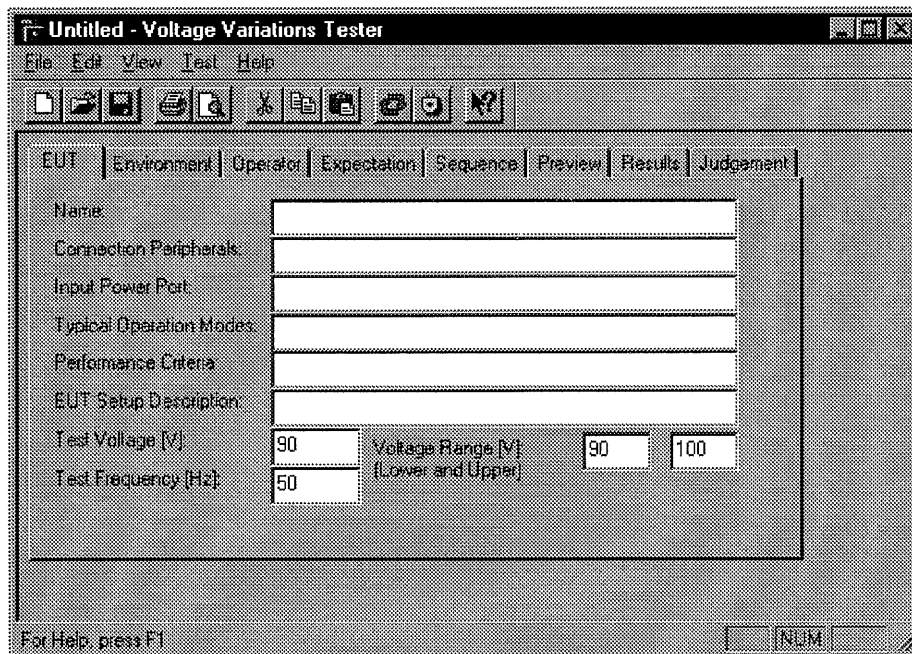 Untitled - Voltage Variations Tester
File Edit View Test Help
EUT Environment Operator Expectation Sequence Preview Results Judgement
Name:
Connection Peripherals:
Input Power Port:
Typical Operation Modes:
Performance Criteria
EUT Setup Description:
Test Voltage [V]: 90 Voltage Range [V]: 90 100
(Lower and Upper)
Test Frequency [Hz]: 50
For Help, press F1 NUM